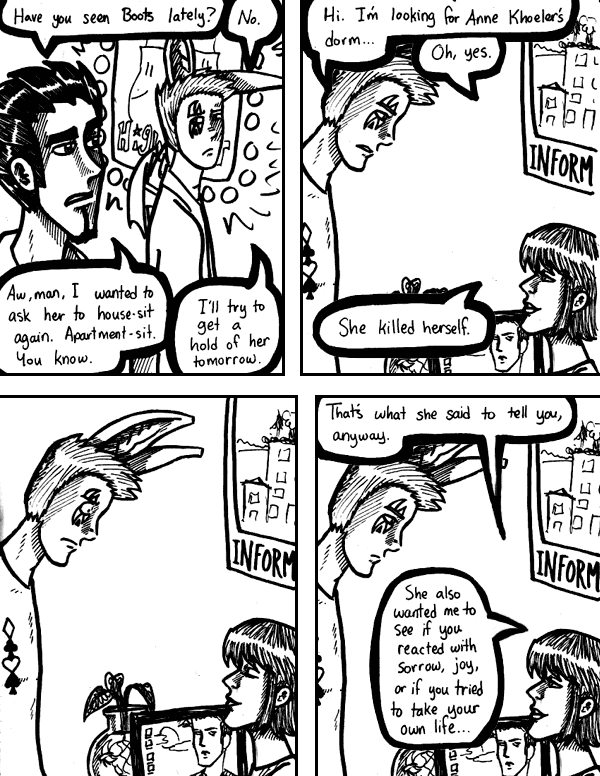 Have you seen Boots lately?
No.
High
Aw, man, I wanted to
ask her to house-sit
again. Apartment-sit.
You know.
I'll try to
get a
hold of her
tomorrow.
Hi. I'm looking for Anne Khoeler's
dorm...
Oh, yes.
INFORM
She killed herself.
INFORM
That's what she said to tell you,
anyway.
INFORM
She also
wanted me to
see if you
reacted with
sorrow, joy,
or if you tried
to take your
own life...